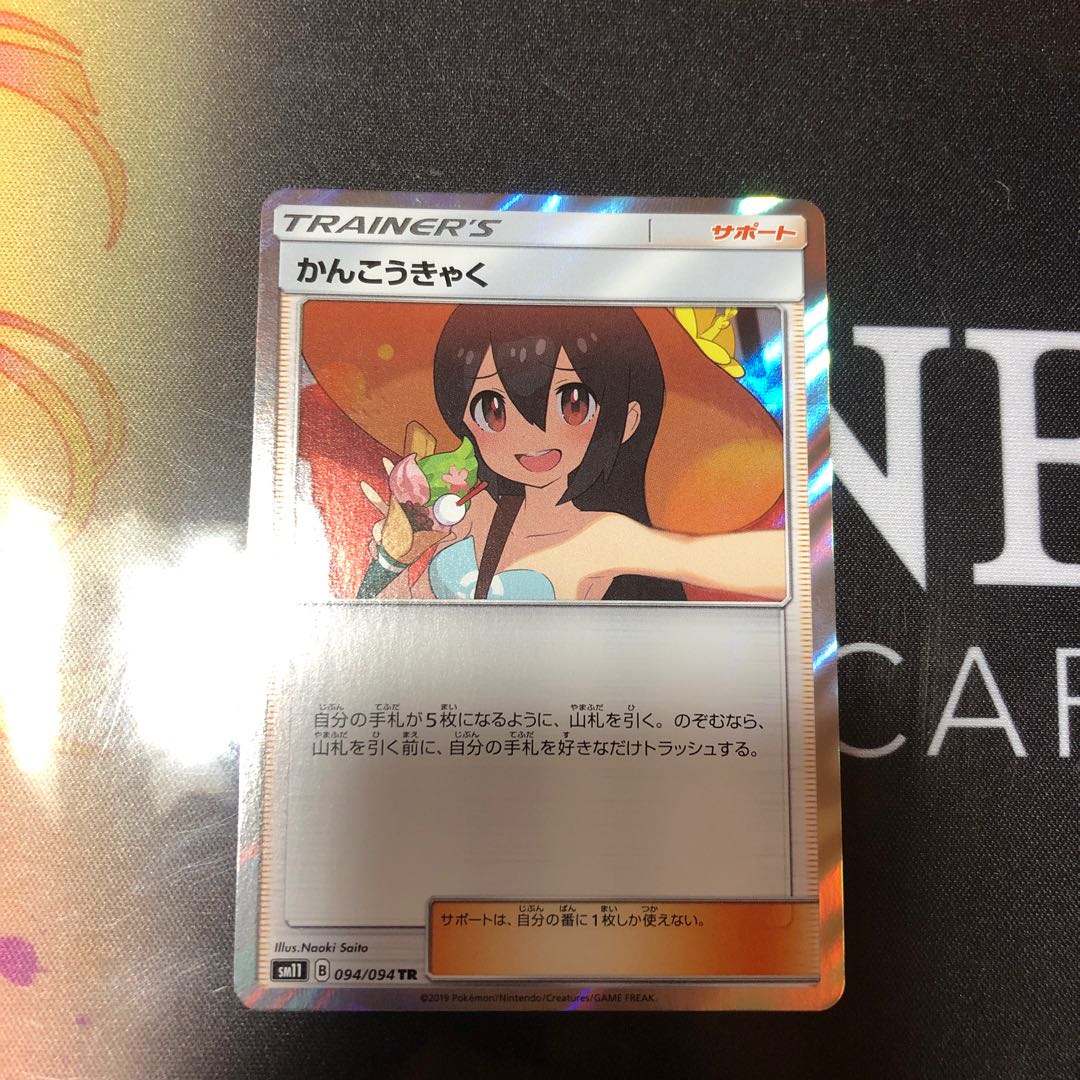 TRAINER'S サポート
かんこうきゃく
自分の手札が5枚になるように、山札を引く。のぞむなら、
山札を引く前に、自分の手札を好きなだけトラッシュする。
サポートは、自分の番に1枚しか使えない。
Illus.Naoki Saito
sm11 B 094/094 TR
©2019 Pokémon/Nintendo/Creatures/GAME FREAK.